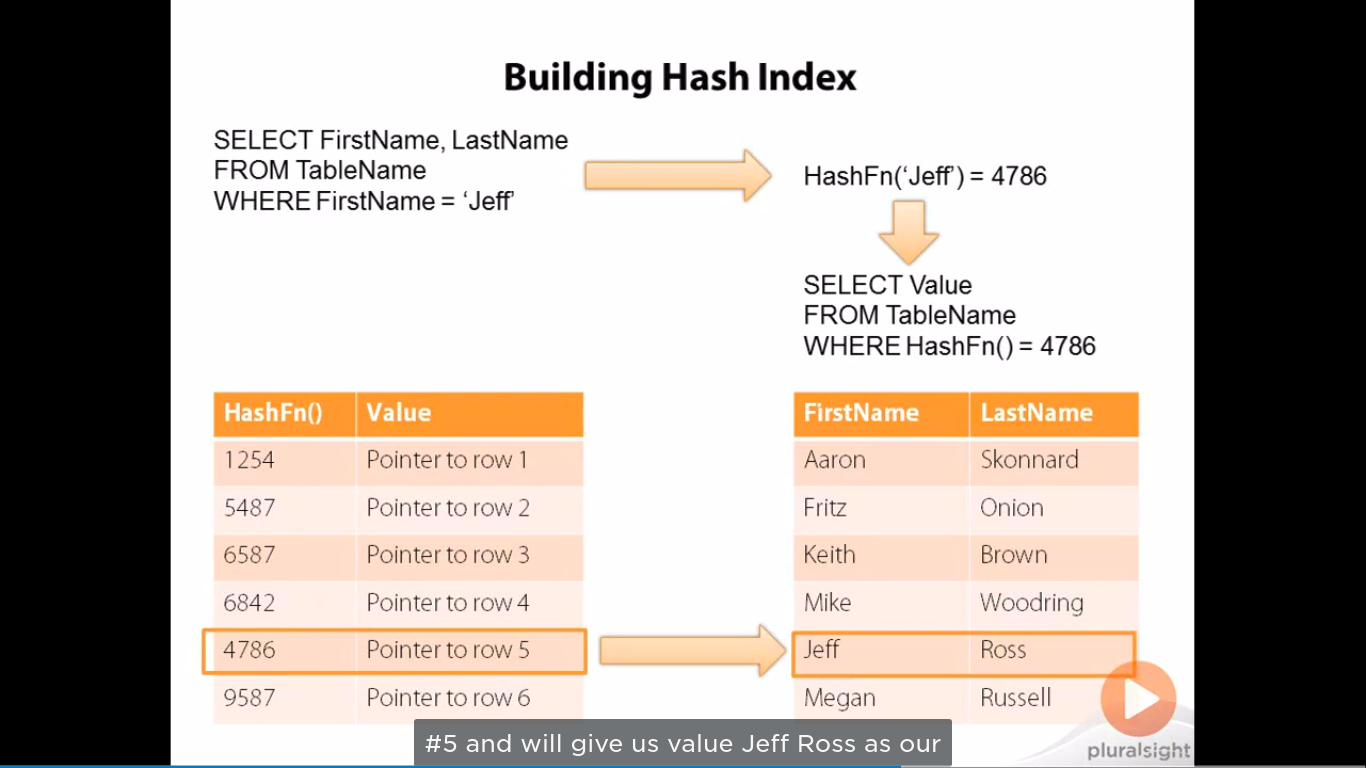 Building Hash Index
SELECT FirstName, LastName
FROM TableName
WHERE FirstName = ‘Jeff’
HashFn(‘Jeff’) = 4786
SELECT Value
FROM TableName
WHERE HashFn() = 4786
HashFn() Value
1254 Pointer to row 1
5487 Pointer to row 2
6587 Pointer to row 3
6842 Pointer to row 4
4786 Pointer to row 5
9587 Pointer to row 6
FirstName LastName
Aaron Skonnard
Fritz Onion
Keith Brown
Mike Woodring
Jeff Ross
Megan Russell
#5 and will give us value Jeff Ross as our
pluralsight